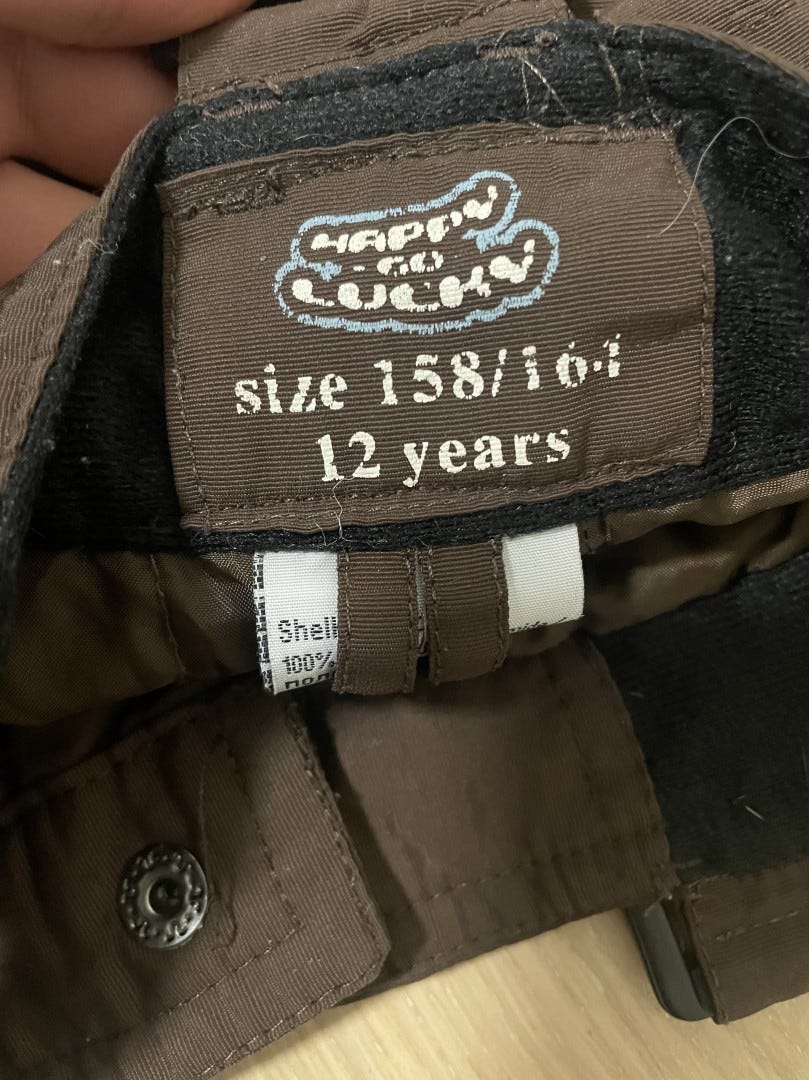 HAPPY
GO
LUCKY
size 158/164
12 years
Shell
100%